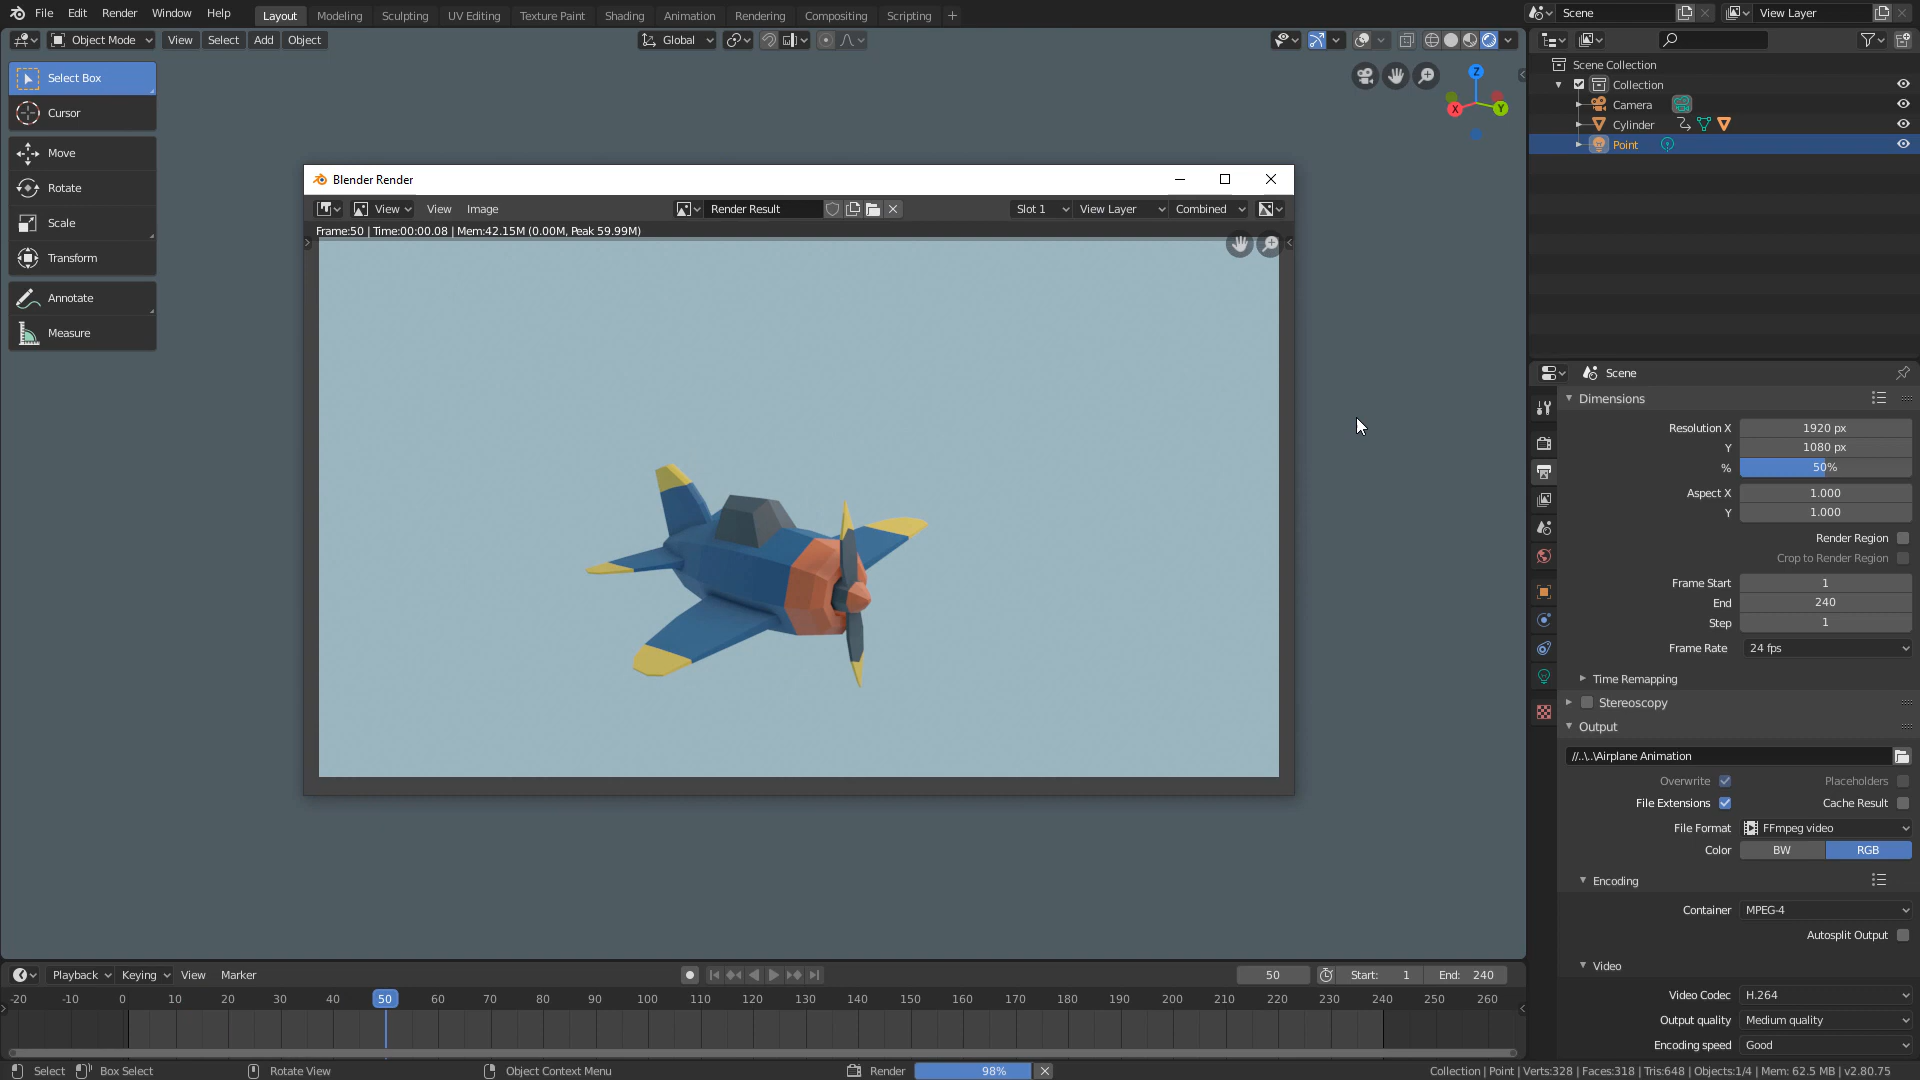 File Edit Render Window Help Layout Modeling Sculpting UV Editing Texture Paint Shading Animation Rendering Compositing Scripting + Scene View Layer
Object Mode View Select Add Object Global
Select Box
Cursor
Move
Rotate
Scale
Transform
Annotate
Measure
Z
X
Y
Blender Render
View View Image Render Result Slot 1 View Layer Combined
Frame:50 | Time:00:00.08 | Mem:42.15M (0.00M, Peak 59.99M)
Scene Collection
Collection
Camera
Cylinder
Point
Scene
Dimensions
Resolution X 1920 px
Y 1080 px
% 50%
Aspect X 1.000
Y 1.000
Render Region
Crop to Render Region
Frame Start 1
End 240
Step 1
Frame Rate 24 fps
Time Remapping
Stereoscopy
Output
//..\..\Airplane Animation
Overwrite Placeholders
File Extensions Cache Result
File Format FFmpeg video
Color BW RGB
Encoding
Container MPEG-4
Autosplit Output
Video
Video Codec H.264
Output quality Medium quality
Encoding speed Good
Playback Keying View Marker 50 Start: 1 End: 240
-20 -10 0 10 20 30 40 50 60 70 80 90 100 110 120 130 140 150 160 170 180 190 200 210 220 230 240 250 260
Select Box Select Rotate View Object Context Menu Render 98% Collection | Point | Verts:328 | Faces:318 | Tris:648 | Objects:1/4 | Mem: 62.5 MB | v2.80.75